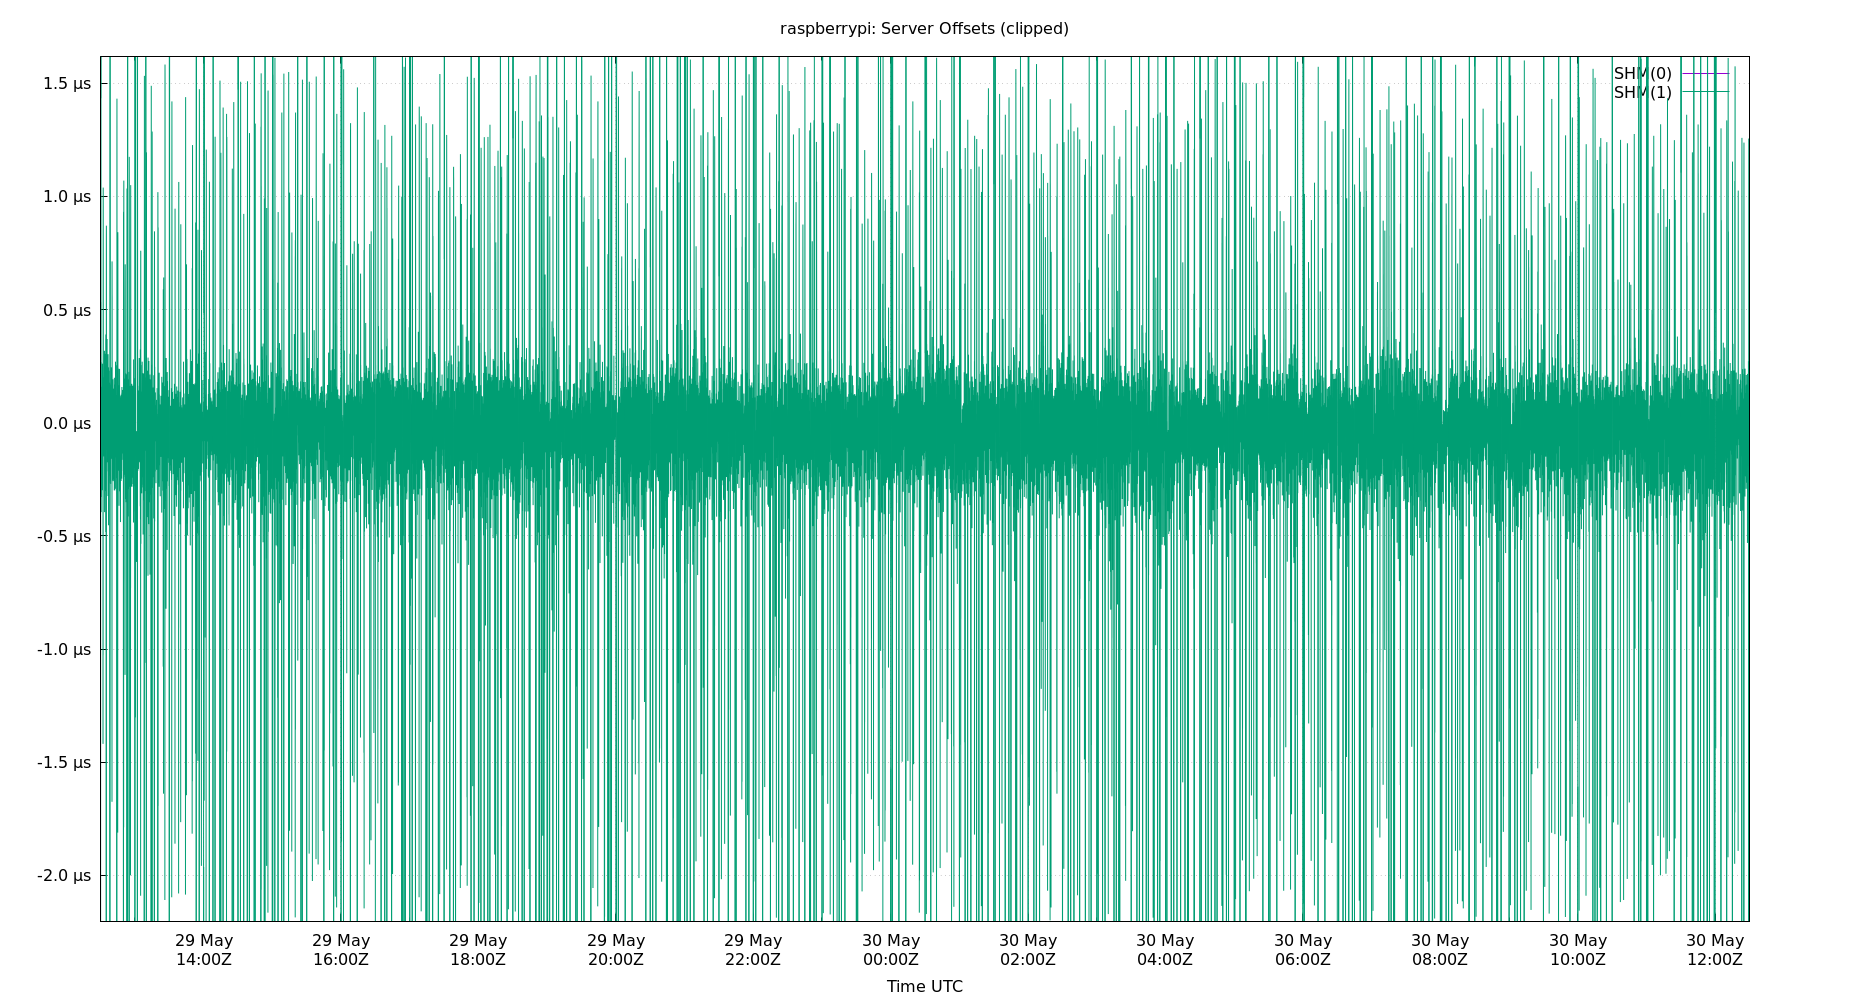 raspberrypi: Server Offsets (clipped)
1.5 µs
1.0 µs
0.5 µs
0.0 µs
-0.5 µs
-1.0 µs
-1.5 µs
-2.0 µs
SHM(0)
SHM(1)
29 May 29 May 29 May 29 May 29 May 30 May 30 May 30 May 30 May 30 May 30 May 30 May
14:00Z 16:00Z 18:00Z 20:00Z 22:00Z 00:00Z 02:00Z 04:00Z 06:00Z 08:00Z 10:00Z 12:00Z
Time UTC